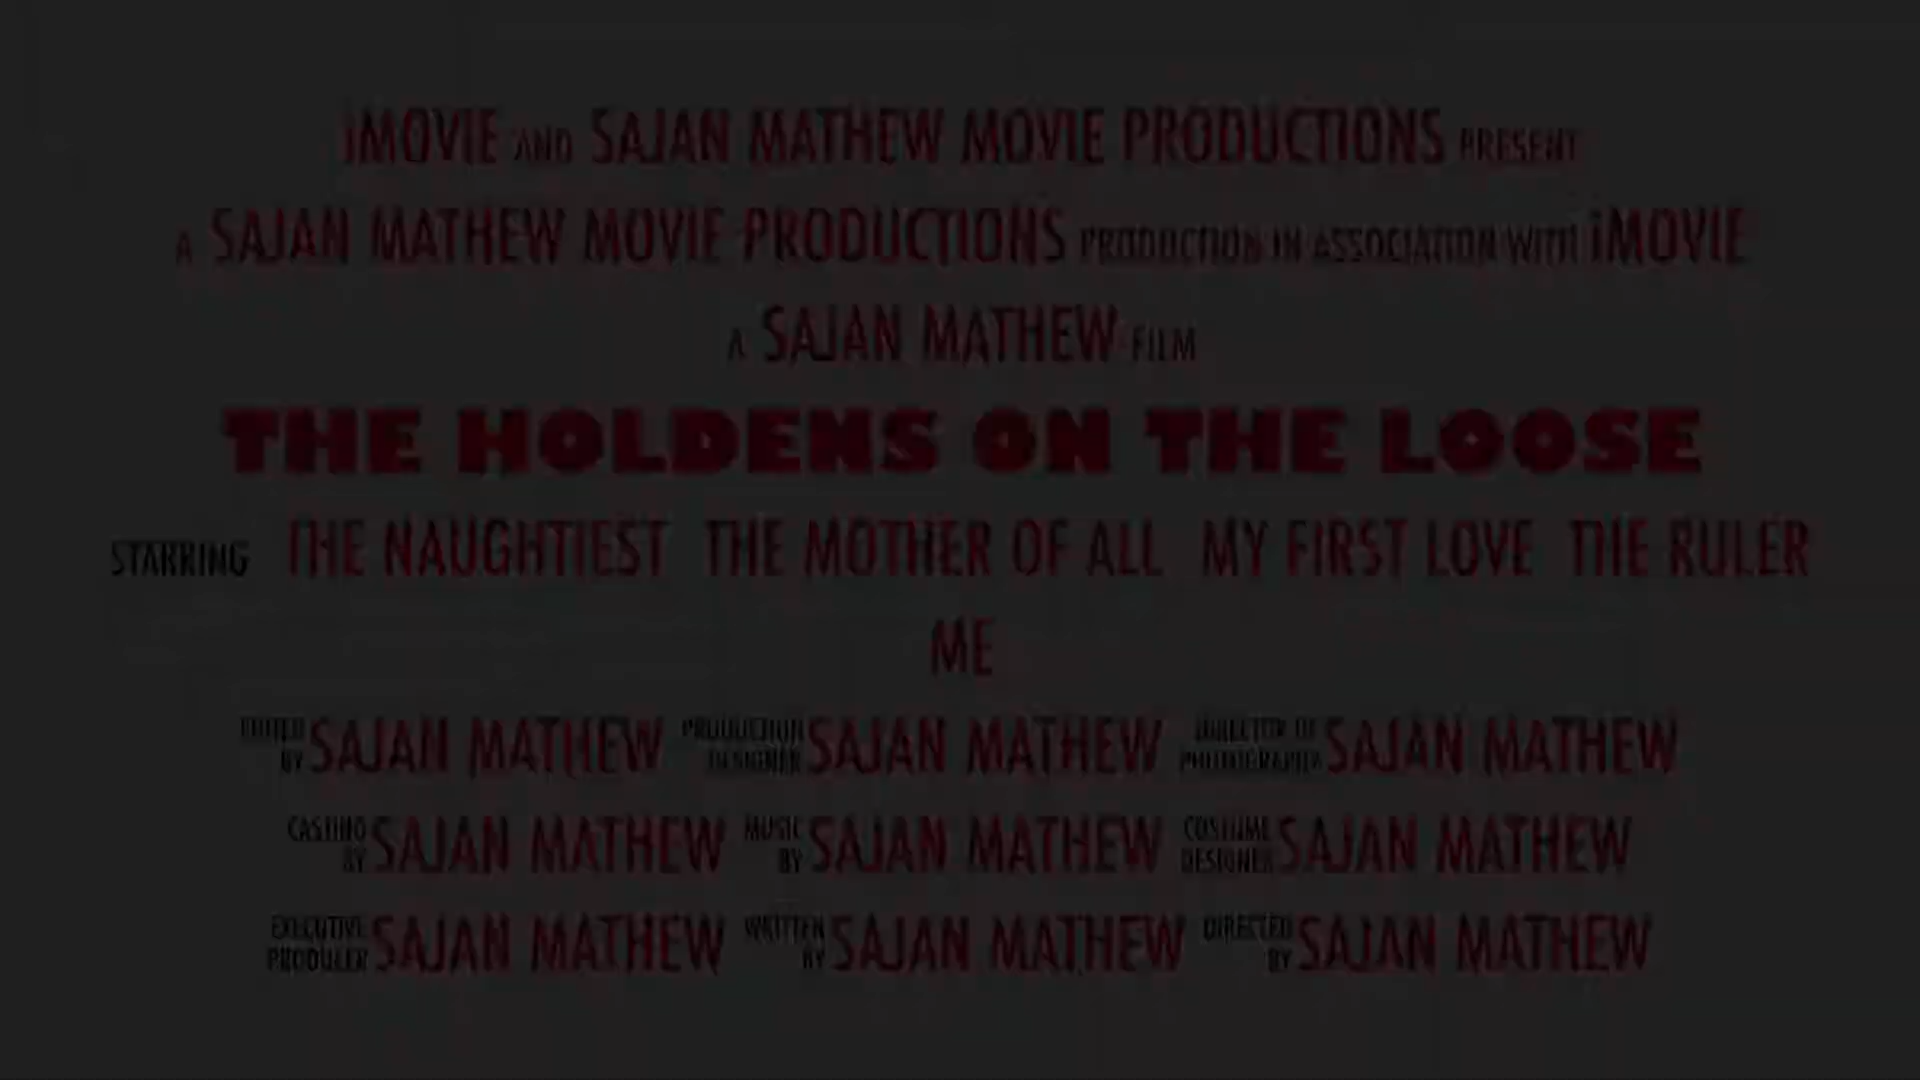 iMOVIE AND SAJAN MATHEW MOVIE PRODUCTIONS PRESENT
A SAJAN MATHEW MOVIE PRODUCTIONS PRODUCTION IN ASSOCIATION WITH iMOVIE
A SAJAN MATHEW FILM
THE HOLDENS ON THE LOOSE
STARRING THE NAUGHTIEST THE MOTHER OF ALL MY FIRST LOVE THE RULER
ME
EDITED BY SAJAN MATHEW PRODUCTION DESIGNER SAJAN MATHEW DIRECTOR OF PHOTOGRAPHY SAJAN MATHEW
CASTING BY SAJAN MATHEW MUSIC BY SAJAN MATHEW COSTUME DESIGNER SAJAN MATHEW
EXECUTIVE PRODUCER SAJAN MATHEW WRITTEN BY SAJAN MATHEW DIRECTED BY SAJAN MATHEW